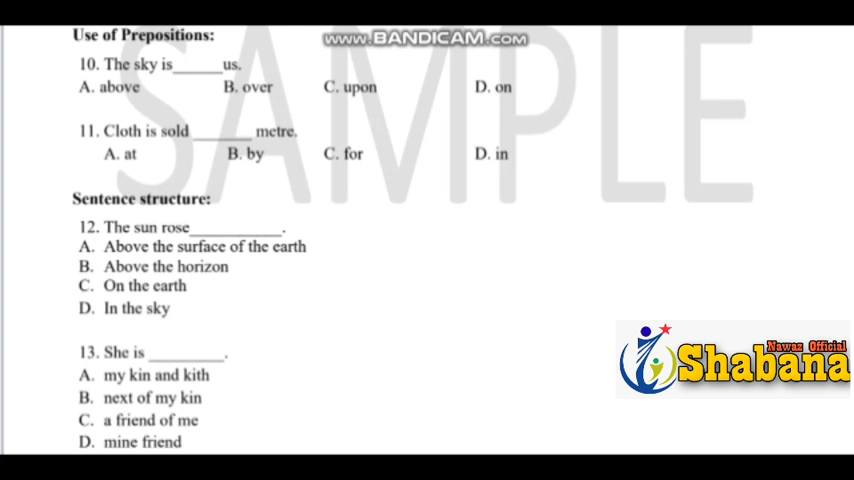 www.BANDICAM.com
Use of Prepositions:
10. The sky is______us.
A. above B. over C. upon D. on
11. Cloth is sold _______ metre.
A. at B. by C. for D. in
Sentence structure:
12. The sun rose___________.
A. Above the surface of the earth
B. Above the horizon
C. On the earth
D. In the sky
13. She is _________.
A. my kin and kith
B. next of my kin
C. a friend of me
D. mine friend
SAMPLE
Nawaz Official
Shabana